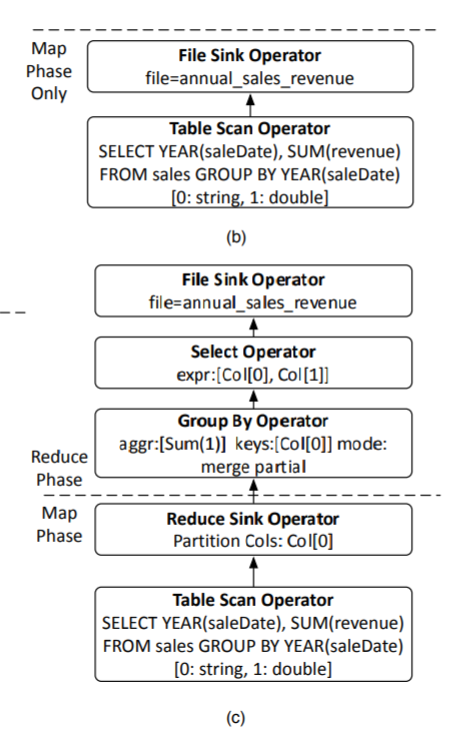 Map
Phase
Only
File Sink Operator
file=annual_sales_revenue
Table Scan Operator
SELECT YEAR(saleDate), SUM(revenue)
FROM sales GROUP BY YEAR(saleDate)
[0: string, 1: double]
(b)
File Sink Operator
file=annual_sales_revenue
Select Operator
expr:[Col[0], Col[1]]
Group By Operator
aggr:[Sum(1)] keys:[Col[0]] mode:
merge partial
Reduce
Phase
Map
Phase
Reduce Sink Operator
Partition Cols: Col[0]
Table Scan Operator
SELECT YEAR(saleDate), SUM(revenue)
FROM sales GROUP BY YEAR(saleDate)
[0: string, 1: double]
(c)